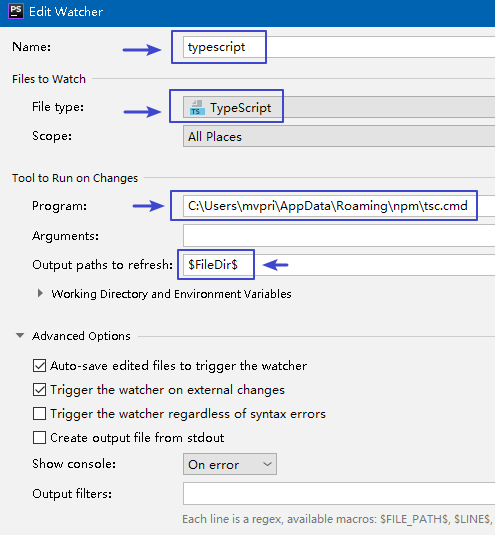 PS Edit Watcher
Name: typescript
Files to Watch
File type: TS TypeScript
Scope: All Places
Tool to Run on Changes
Program: C:\Users\mvpri\AppData\Roaming\npm\tsc.cmd
Arguments:
Output paths to refresh: $FileDir$
Working Directory and Environment Variables
Advanced Options
Auto-save edited files to trigger the watcher
Trigger the watcher on external changes
Trigger the watcher regardless of syntax errors
Create output file from stdout
Show console: On error
Output filters:
Each line is a regex, available macros: $FILE_PATH$, $LINE$,